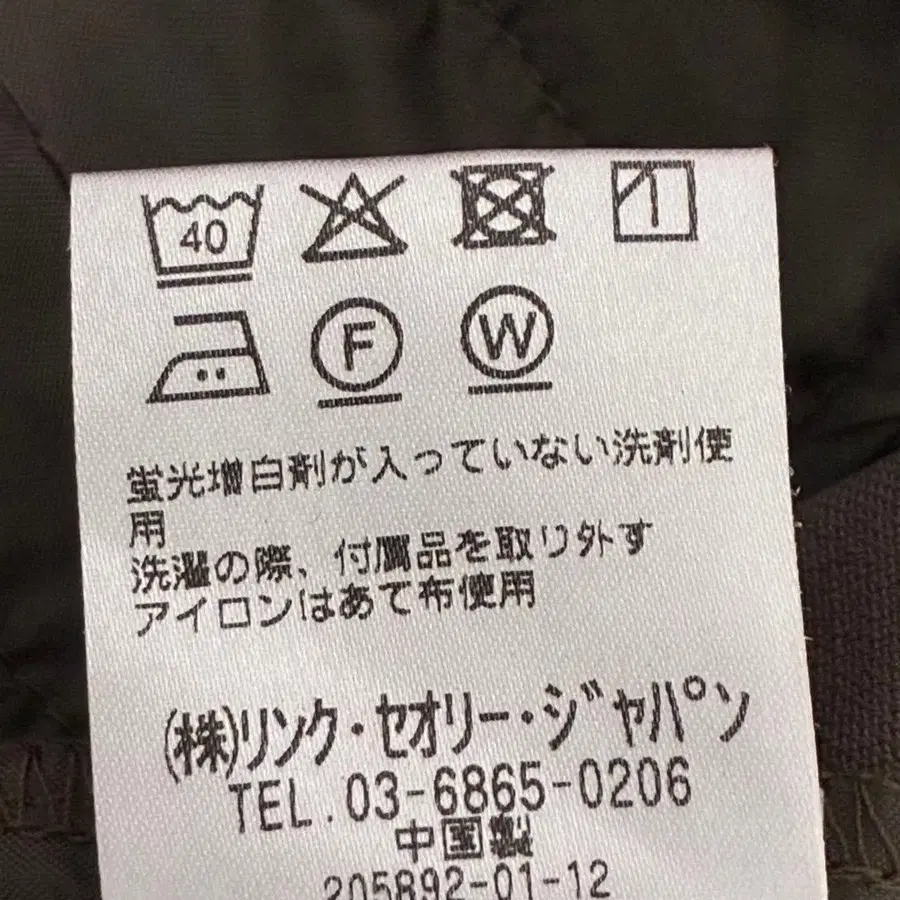 40
F W
蛍光増白剤が入っていない洗剤使
用
洗濯の際、付属品を取り外す
アイロンはあて布使用
(株)リンク・セオリー・ジャパン
TEL.03-6865-0206
中国製
205892-01-12